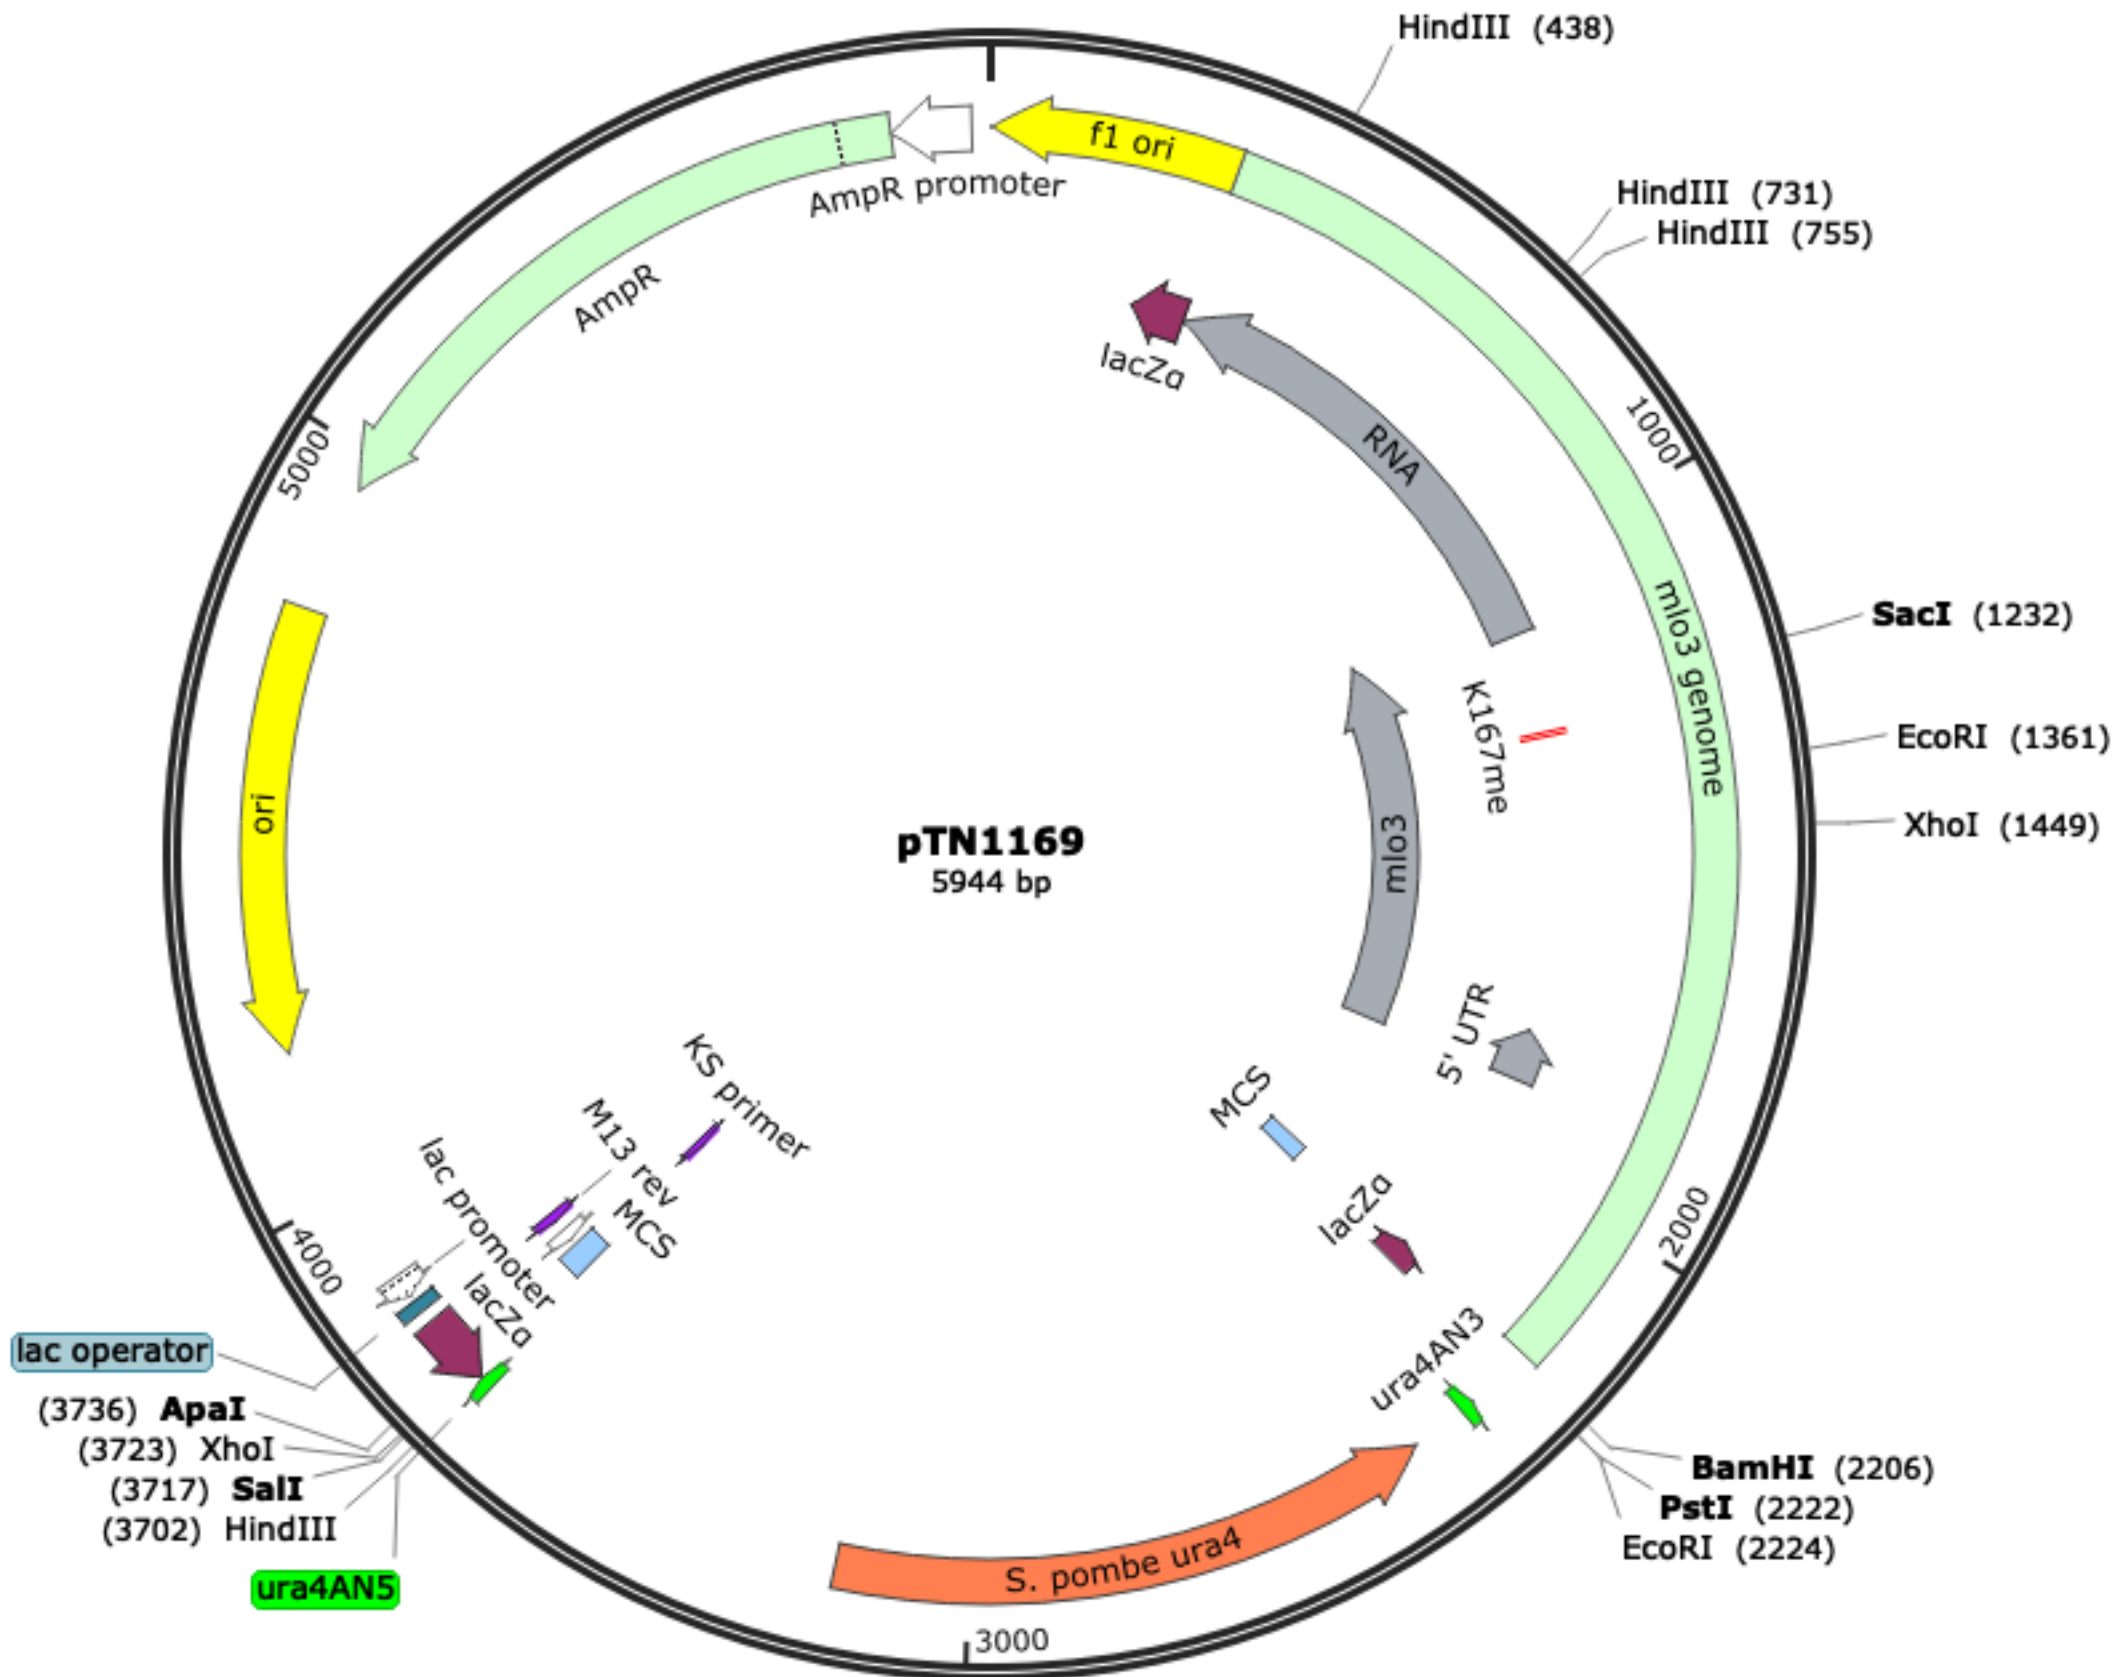 HindIII (438)
f1 ori
AmpR promoter
HindIII (731)
HindIII (755)
AmpR
lacZα
RNA
1000
5000
mlo3 genome
SacI (1232)
K167me
EcoRI (1361)
XhoI (1449)
ori
pTN1169
5944 bp
mlo3
5' UTR
KS primer
MCS
M13 rev
lac promoter
MCS
lacZα
2000
4000
lacZα
ura4AN3
lac operator
(3736) ApaI
(3723) XhoI
(3717) SalI
(3702) HindIII
BamHI (2206)
PstI (2222)
EcoRI (2224)
ura4AN5
S. pombe ura4
3000